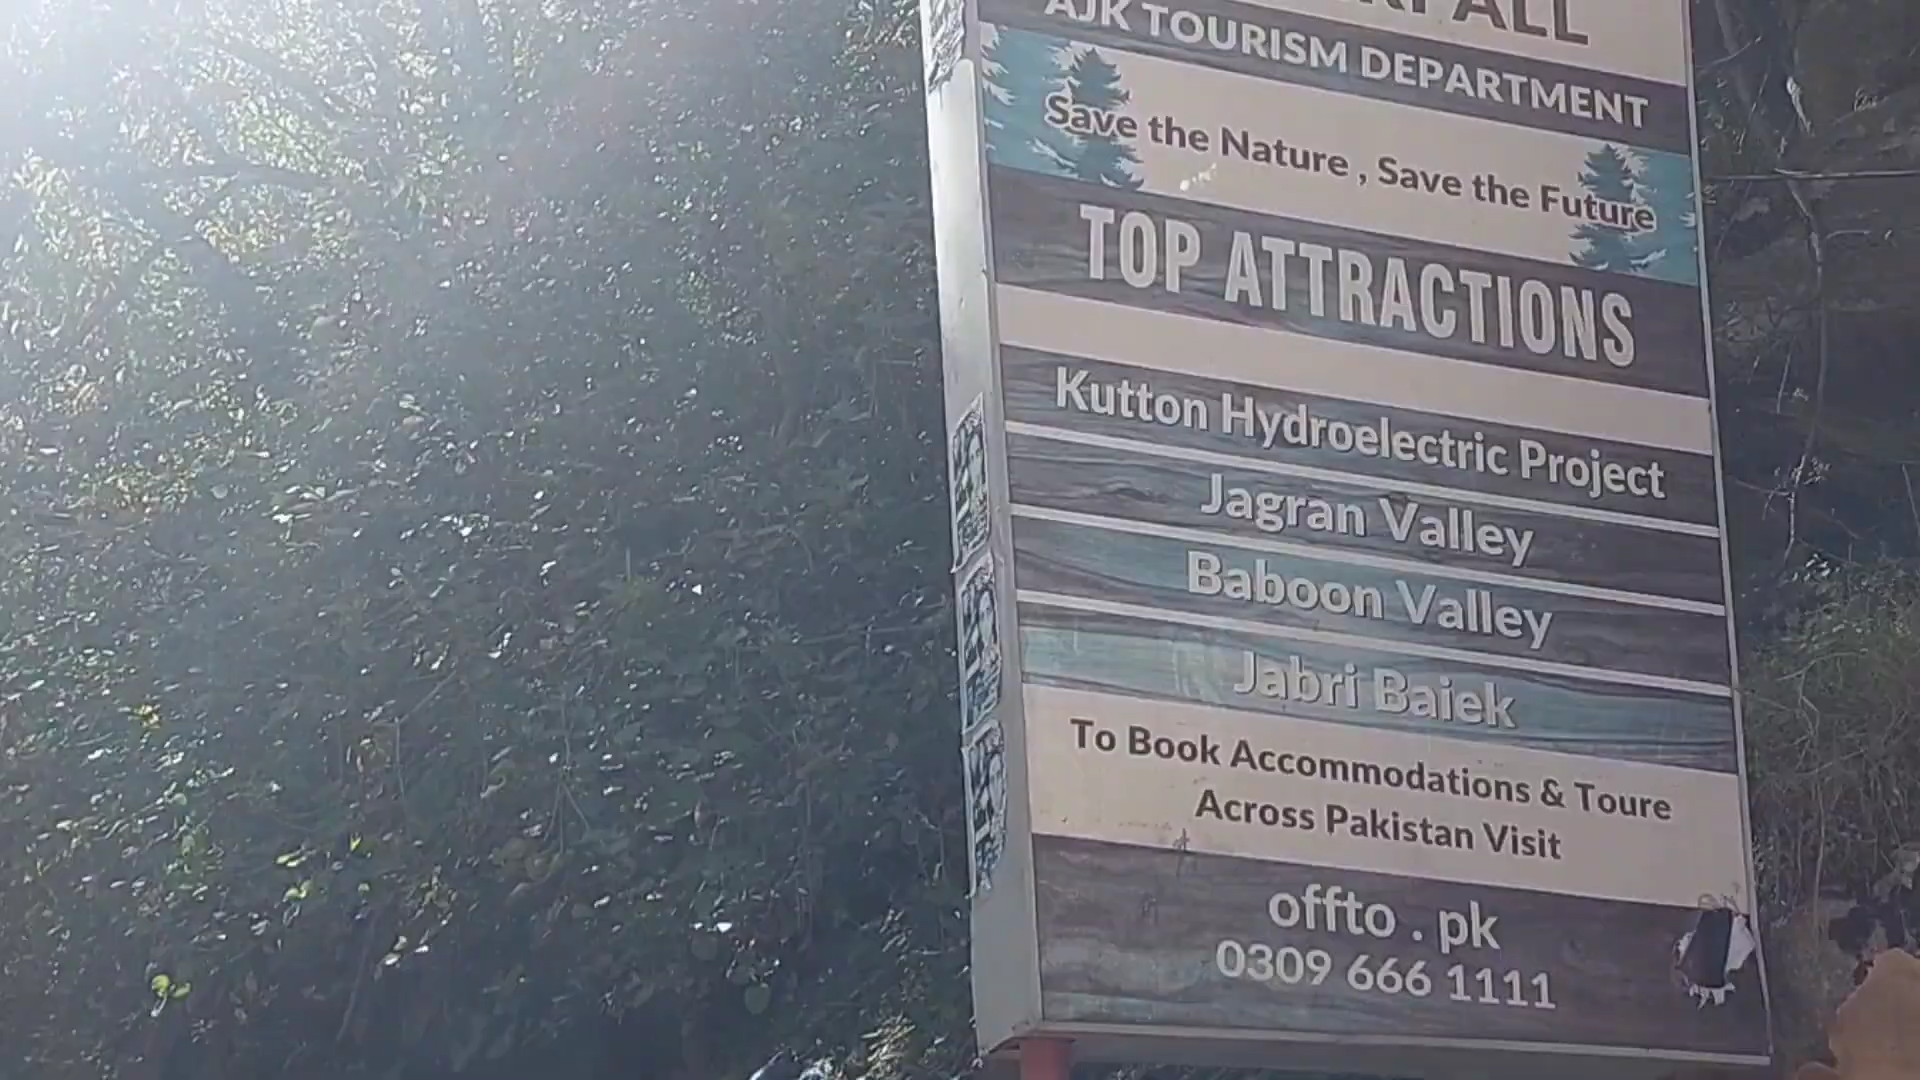 AJK TOURISM DEPARTMENT
Save the Nature , Save the Future
TOP ATTRACTIONS
Kutton Hydroelectric Project
Jagran Valley
Baboon Valley
Jabri Baiek
To Book Accommodations & Toure
Across Pakistan Visit
offto . pk
0309 666 1111